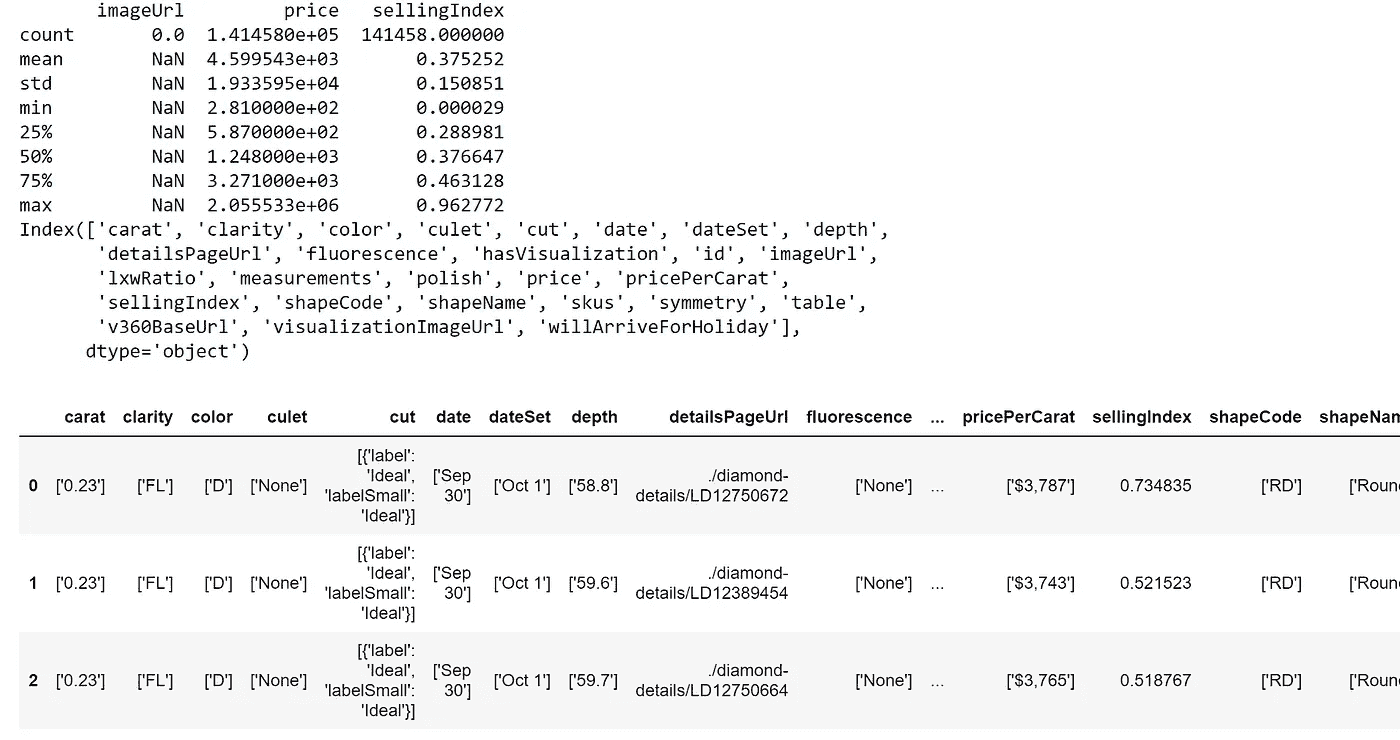 imageUrl price sellingIndex
count 0.0 1.414580e+05 141458.000000
mean NaN 4.599543e+03 0.375252
std NaN 1.933595e+04 0.150851
min NaN 2.810000e+02 0.000029
25% NaN 5.870000e+02 0.288981
50% NaN 1.248000e+03 0.376647
75% NaN 3.271000e+03 0.463128
max NaN 2.055533e+06 0.962772
Index(['carat', 'clarity', 'color', 'culet', 'cut', 'date', 'dateSet', 'depth',
'detailsPageUrl', 'fluorescence', 'hasVisualization', 'id', 'imageUrl',
'lxwRatio', 'measurements', 'polish', 'price', 'pricePerCarat',
'sellingIndex', 'shapeCode', 'shapeName', 'skus', 'symmetry', 'table',
'v360BaseUrl', 'visualizationImageUrl', 'willArriveForHoliday'],
dtype='object')
carat clarity color culet cut date dateSet depth detailsPageUrl fluorescence ... pricePerCarat sellingIndex shapeCode shapeNam
[{'label':
'Ideal', ['Sep ./diamond-
0 ['0.23'] ['FL'] ['D'] ['None'] 'labelSmall': 30'] ['Oct 1'] ['58.8'] details/LD12750672 ['None'] ... ['$3,787'] 0.734835 ['RD'] ['Roun
'Ideal'}]
[{'label':
'Ideal', ['Sep ./diamond-
1 ['0.23'] ['FL'] ['D'] ['None'] 'labelSmall': 30'] ['Oct 1'] ['59.6'] details/LD12389454 ['None'] ... ['$3,743'] 0.521523 ['RD'] ['Roun
'Ideal'}]
[{'label':
'Ideal', ['Sep ./diamond-
2 ['0.23'] ['FL'] ['D'] ['None'] 'labelSmall': 30'] ['Oct 1'] ['59.7'] details/LD12750664 ['None'] ... ['$3,765'] 0.518767 ['RD'] ['Roun
'Ideal'}]